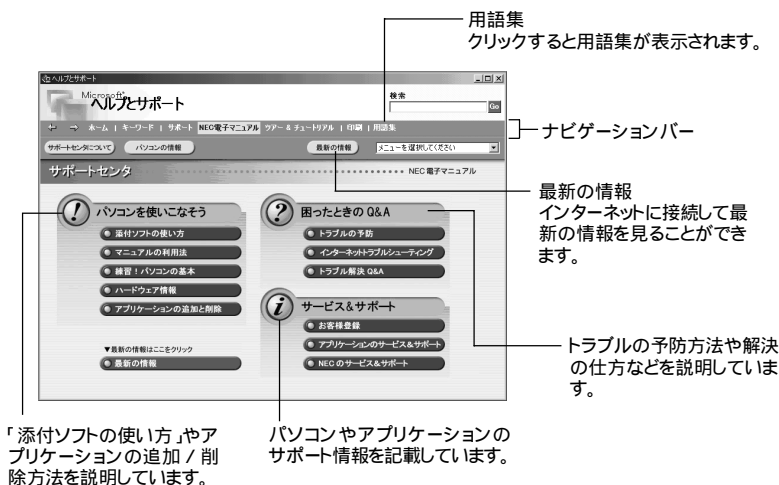 用語集
クリックすると用語集が表示されます。
ヘルプとサポート
Microsoft
ヘルプとサポート
検索
Go
ホーム | キーワード | サポート | NEC電子マニュアル ツアー & チュートリアル | 印刷 | 用語集
ナビゲーションバー
サポートセンタについて パソコンの情報 最新の情報 メニューを選択してください
サポートセンタ NEC 電子マニュアル
最新の情報
インターネットに接続して最
新の情報を見ることができ
ます。
パソコンを使いこなそう
添付ソフトの使い方
マニュアルの利用法
練習!パソコンの基本
ハードウェア情報
アプリケーションの追加と削除
▼最新の情報はここをクリック
最新の情報
困ったときの Q&A
トラブルの予防
インターネットトラブルシューティング
トラブル解決 Q&A
サービス&サポート
お客様登録
アプリケーションのサービス&サポート
NEC のサービス&サポート
トラブルの予防方法や解決
の仕方などを説明していま
す。
「添付ソフトの使い方」やア
プリケーションの追加 / 削
除方法を説明しています。
パソコンやアプリケーションの
サポート情報を記載しています。